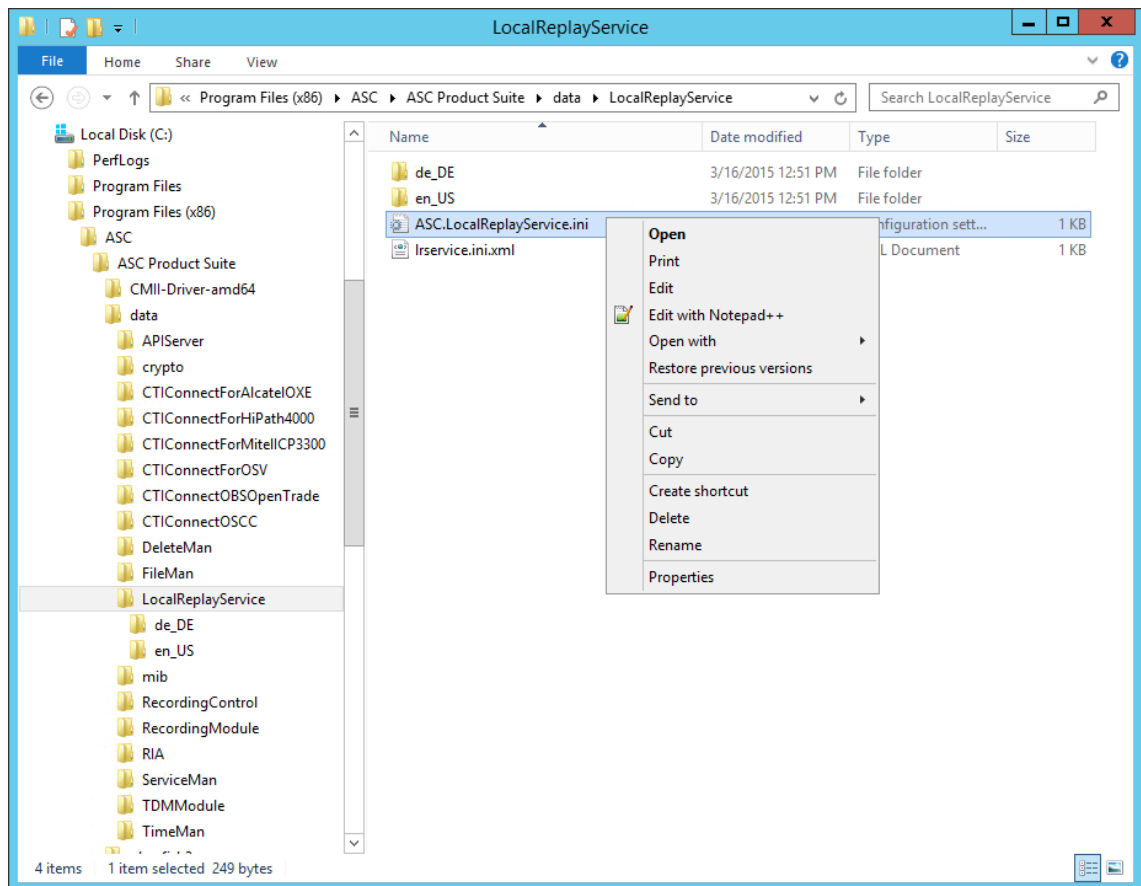 LocalReplayService
File Home Share View
« Program Files (x86) ASC ASC Product Suite data LocalReplayService Search LocalReplayService
Local Disk (C:)
PerfLogs
Program Files
Program Files (x86)
ASC
ASC Product Suite
CMII-Driver-amd64
data
APIServer
crypto
CTIConnectForAlcatelOXE
CTIConnectForHiPath4000
CTIConnectForMitelICP3300
CTIConnectForOSV
CTIConnectOBSOpenTrade
CTIConnectOSCC
DeleteMan
FileMan
LocalReplayService
de_DE
en_US
mib
RecordingControl
RecordingModule
RIA
ServiceMan
TDMModule
TimeMan
Name Date modified Type Size
de_DE 3/16/2015 12:51 PM File folder
en_US 3/16/2015 12:51 PM File folder
ASC.LocalReplayService.ini nfiguration sett... 1 KB
lrservice.ini.xml L Document 1 KB
Open
Print
Edit
Edit with Notepad++
Open with
Restore previous versions
Send to
Cut
Copy
Create shortcut
Delete
Rename
Properties
4 items 1 item selected 249 bytes